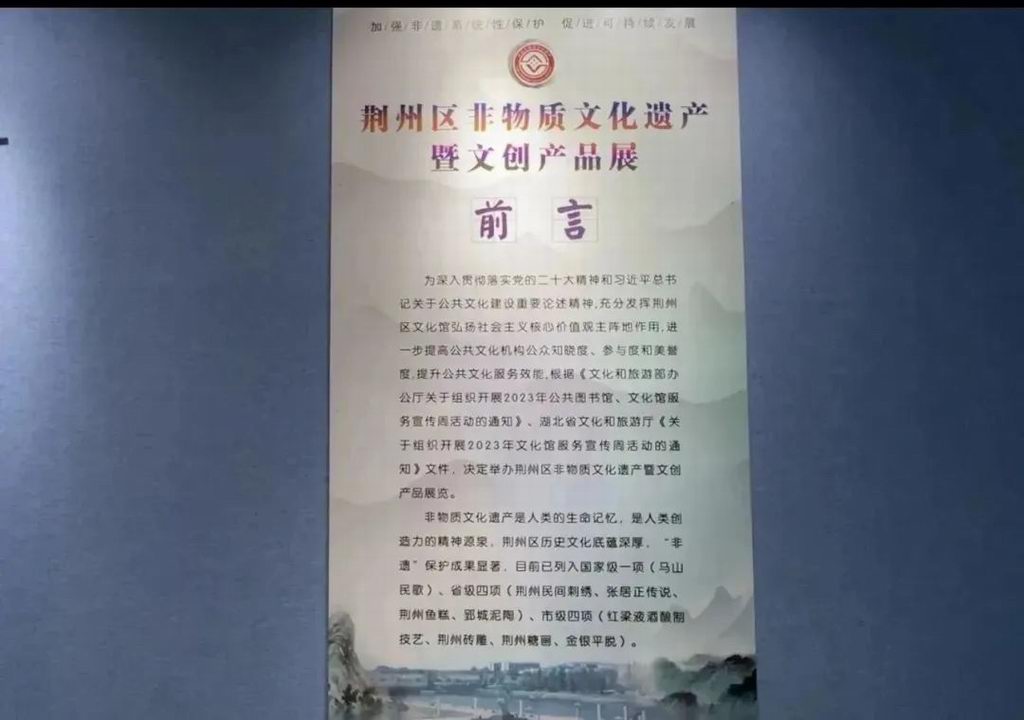 加/强/非/遗/系/统/性/保/护 促/进/可/持/续/发/展
荆州区非物质文化遗产
暨文创产品展
前言
为深入贯彻落实党的二十大精神和习近平总书
记关于公共文化建设重要论述精神,充分发挥荆州
区文化馆弘扬社会主义核心价值观主阵地作用,进
一步提高公共文化机构公众知晓度、参与度和美誉
度,提升公共文化服务效能,根据《文化和旅游部办
公厅关于组织开展2023年公共图书馆、文化馆服
务宣传周活动的通知》、湖北省文化和旅游厅《关
于组织开展2023年文化馆服务宣传周活动的通
知》文件，决定举办荆州区非物质文化遗产暨文创
产品展览。
非物质文化遗产是人类的生命记忆，是人类创
造力的精神源泉，荆州区历史文化底蕴深厚，“非
遗”保护成果显著，目前已列入国家级一项（马山
民歌）、省级四项（荆州民间刺绣、张居正传说、
荆州鱼糕、郢城泥陶）、市级四项（红梁液酒酿制
技艺、荆州砖雕、荆州糖画、金银平脱）。